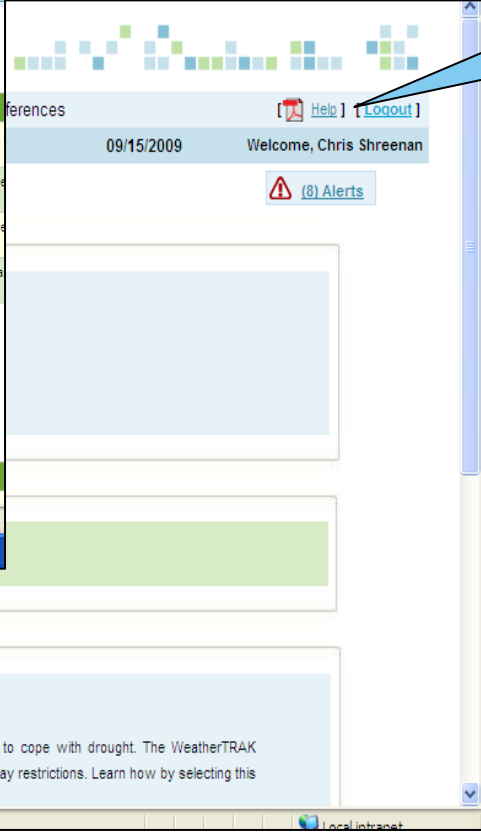 ferences [ Help ] [ Logout ]
09/15/2009 Welcome, Chris Shreenan
(8) Alerts
to cope with drought. The WeatherTRAK
ay restrictions. Learn how by selecting this
Local intranet